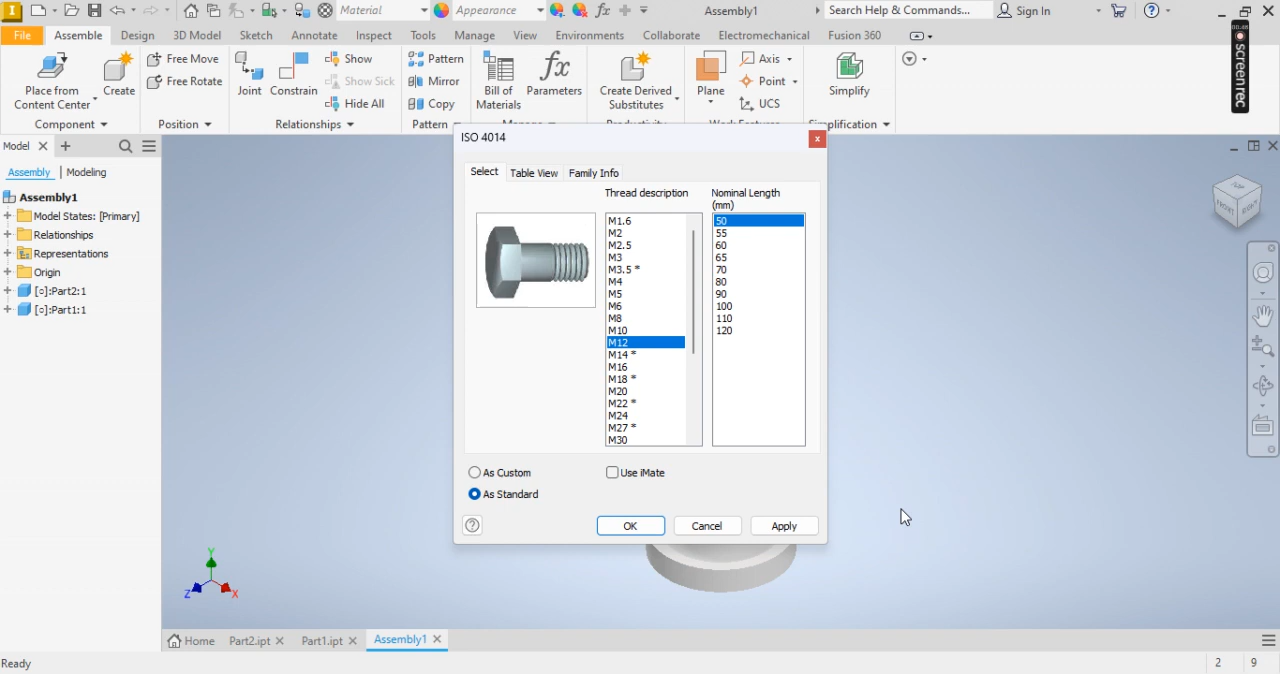 I Material Appearance fx Assembly1 Search Help & Commands... Sign In
File Assemble Design 3D Model Sketch Annotate Inspect Tools Manage View Environments Collaborate Electromechanical Fusion 360
Place from
Content Center
Create
Free Move
Free Rotate
Component
Position
Joint
Constrain
Show
Show Sick
Hide All
Relationships
Pattern
Mirror
Copy
Pattern
Bill of
Materials
fx
Parameters
Create Derived
Substitutes
Plane
Axis
Point
UCS
Simplify
Simplification
screenrec
Model
Assembly | Modeling
Assembly1
Model States: [Primary]
Relationships
Representations
Origin
[○]:Part2:1
[○]:Part1:1
ISO 4014
Select Table View Family Info
Thread description
M1.6
M2
M2.5
M3
M3.5 *
M4
M5
M6
M8
M10
M12
M14 *
M16
M18 *
M20
M22 *
M24
M27 *
M30
Nominal Length
(mm)
50
55
60
65
70
80
90
100
110
120
As Custom
Use iMate
As Standard
OK Cancel Apply
TOP
FRONT
RIGHT
Y
Z
X
Home Part2.ipt Part1.ipt Assembly1
Ready 2 9